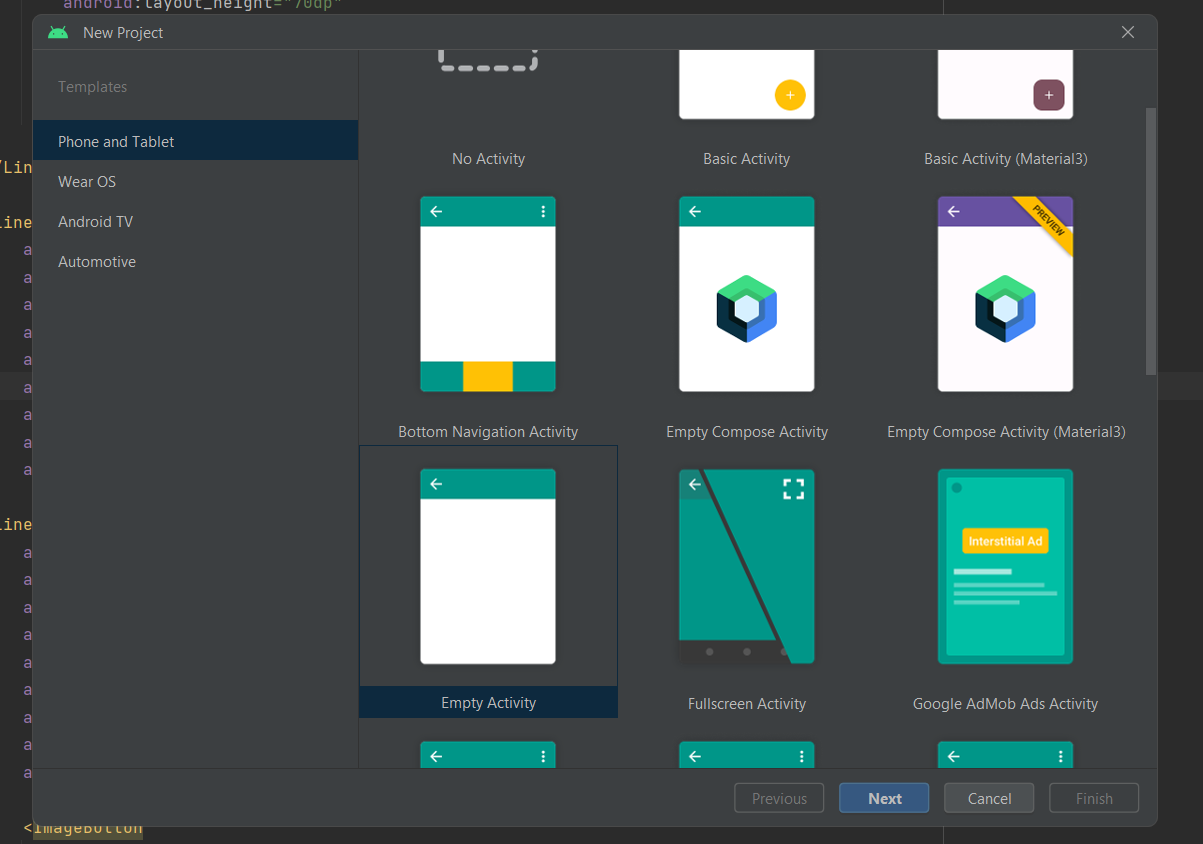 android:layout_height="70dp"
New Project
Templates
Phone and Tablet
Wear OS
Android TV
Automotive
No Activity
Basic Activity
Basic Activity (Material3)
PREVIEW
Bottom Navigation Activity
Empty Compose Activity
Empty Compose Activity (Material3)
Interstitial Ad
Empty Activity
Fullscreen Activity
Google AdMob Ads Activity
Previous
Next
Cancel
Finish
/Lin
ine
a
a
a
a
a
a
a
a
a
ine
a
a
a
a
a
a
a
a
a
<ImageButton